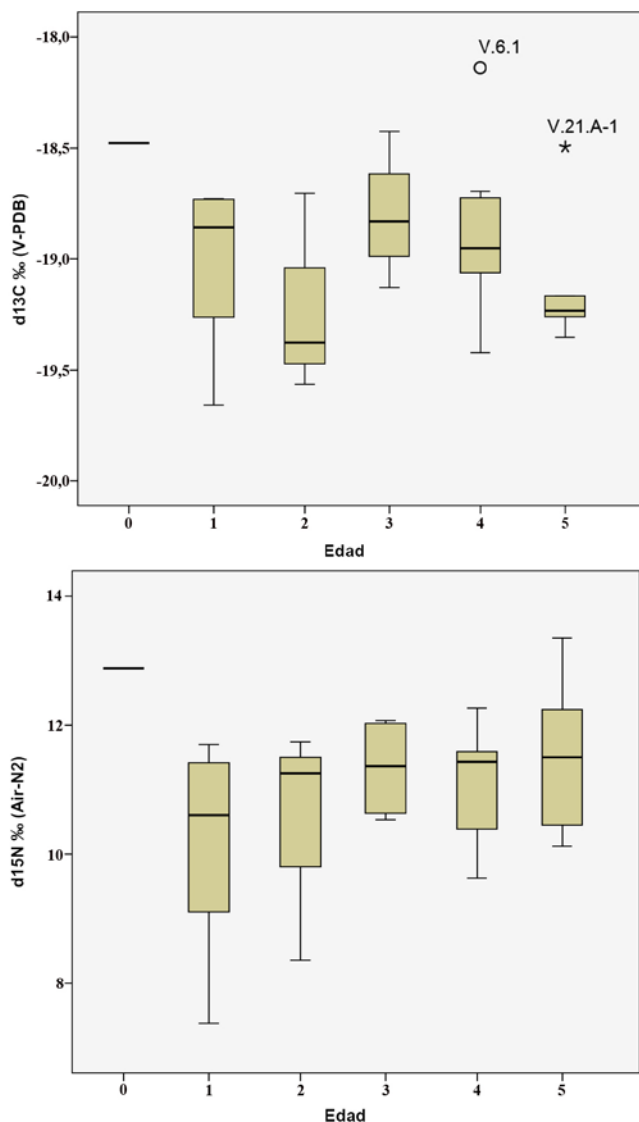 -18,0
V.6.1
-18,5
V.21.A-1
*
-19,0
-19,5
-20,0
d13C ‰ (V-PDB)
0 1 2 3 4 5
Edad
14
12
10
8
d15N ‰ (Air-N2)
0 1 2 3 4 5
Edad